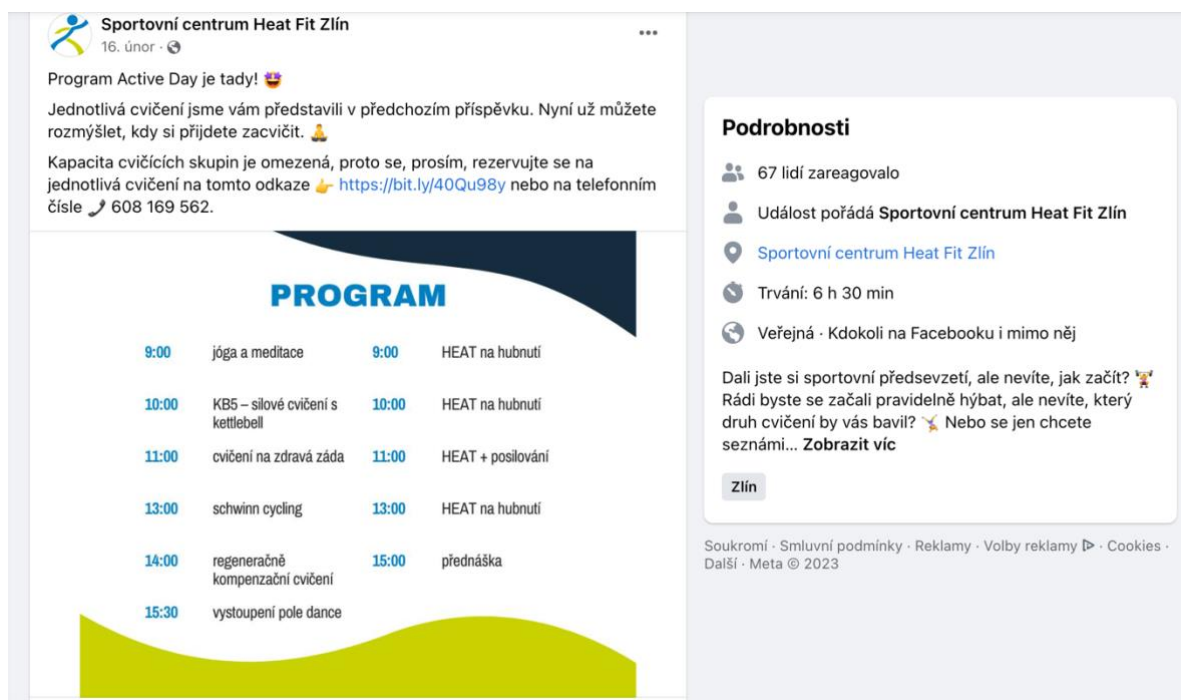 Sportovní centrum Heat Fit Zlín
16. únor ·
Program Active Day je tady! 🤩
Jednotlivá cvičení jsme vám představili v předchozím příspěvku. Nyní už můžete
rozmýšlet, kdy si přijdete zacvičit. 🧘
Kapacita cvičících skupin je omezená, proto se, prosím, rezervujte se na
jednotlivá cvičení na tomto odkaze 👉 https://bit.ly/40Qu98y nebo na telefonním
čísle 📞 608 169 562.
PROGRAM
9:00 jóga a meditace 9:00 HEAT na hubnutí
10:00 KB5 – silové cvičení s 10:00 HEAT na hubnutí
kettlebell
11:00 cvičení na zdravá záda 11:00 HEAT + posilování
13:00 schwinn cycling 13:00 HEAT na hubnutí
14:00 regeneračně 15:00 přednáška
kompenzační cvičení
15:30 vystoupení pole dance
Podrobnosti
67 lidí zareagovalo
Událost pořádá Sportovní centrum Heat Fit Zlín
Sportovní centrum Heat Fit Zlín
Trvání: 6 h 30 min
Veřejná · Kdokoli na Facebooku i mimo něj
Dali jste si sportovní předsevzetí, ale nevíte, jak začít? 🏋️
Rádi byste se začali pravidelně hýbat, ale nevíte, který
druh cvičení by vás bavil? 🤸 Nebo se jen chcete
seznámi... Zobrazit víc
Zlín
Soukromí · Smluvní podmínky · Reklamy · Volby reklamy · Cookies ·
Další · Meta © 2023